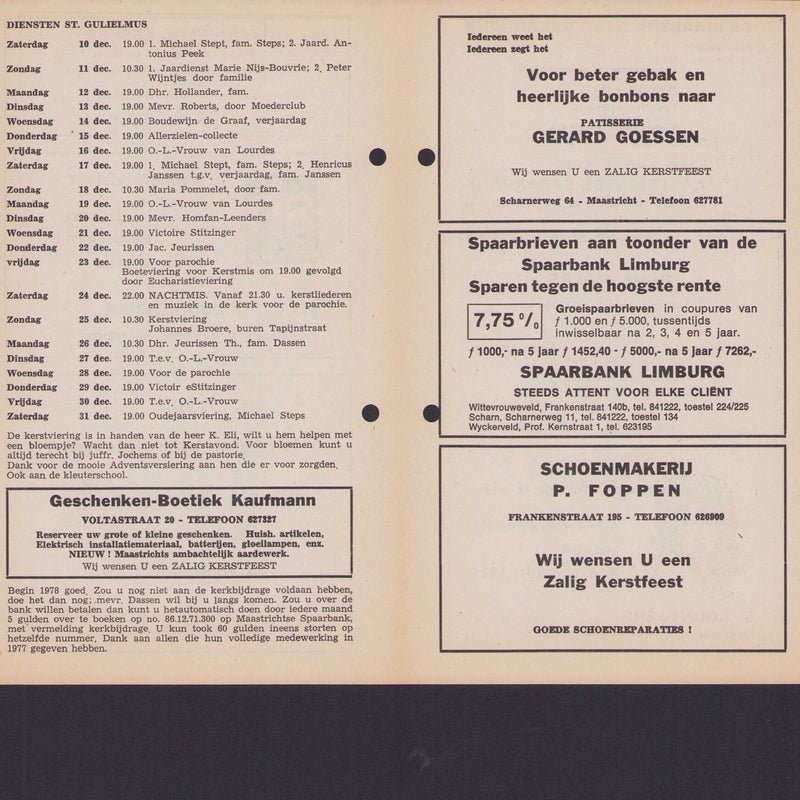 DIENSTEN ST. GULIELMUS
Zaterdag 10 dec. 19.00 1. Michael Stept, fam. Steps; 2. Jaard. An-
tonius Peek
Zondag 11 dec. 10.30 1. Jaardienst Marie Nijs-Bouvrie; 2. Peter
Wijntjes door familie
Maandag 12 dec. 19.00 Dhr. Hollander, fam.
Dinsdag 13 dec. 19.00 Mevr. Roberts, door Moederclub
Woensdag 14 dec. 19.00 Boudewijn de Graaf, verjaardag
Donderdag 15 dec. 19.00 Allerzielen-collecte
Vrijdag 16 dec. 19.00 O.-L.-Vrouw van Lourdes
Zaterdag 17 dec. 19.00 1. Michael Stept, fam. Steps; 2. Henricus
Janssen t.g.v. verjaardag, fam. Janssen
Zondag 18 dec. 10.30 Maria Pommelet, door fam.
Maandag 19 dec. 19.00 O.-L.-Vrouw van Lourdes
Dinsdag 20 dec. 19.00 Mevr. Homfan-Leenders
Woensdag 21 dec. 19.00 Victoire Stitzinger
Donderdag 22 dec. 19.00 Jac. Jeurissen
vrijdag 23 dec. 19.00 Voor parochie
Boeteviering voor Kerstmis om 19.00 gevolgd
door Eucharistieviering
Zaterdag 24 dec. 22.00 NACHTMIS. Vanaf 21.30 u. kerstliederen
en muziek in de kerk voor de parochie.
Zondag 25 dec. 10.30 Kerstviering
Johannes Broere, buren Tapijnstraat
Maandag 26 dec. 10.30 Dhr. Jeurissen Th., fam. Dassen
Dinsdag 27 dec. 19.00 T.e.v. O.-L.-Vrouw
Woensdag 28 dec. 19.00 Voor de parochie
Donderdag 29 dec. 19.00 Victoir eStitzinger
Vrijdag 30 dec. 19.00 T.e.v. O.-L.-Vrouw
Zaterdag 31 dec. 19.00 Oudejaarsviering, Michael Steps
De kerstviering is in handen van de heer K. Eli, wilt u hem helpen met
een bloempje? Wacht dan niet tot Kerstavond. Voor bloemen kunt u
altijd terecht bij juffr. Jochems of bij de pastorie.
Dank voor de mooie Adventsversiering aan hen die er voor zorgden.
Ook aan de kleuterschool.
Geschenken-Boetiek Kaufmann
VOLTASTRAAT 20 - TELEFOON 627327
Reserveer uw grote of kleine geschenken. Huish. artikelen,
Elektrisch installatiemateriaal, batterijen, gloeilampen, enz.
NIEUW ! Maastrichts ambachtelijk aardewerk.
Wij wensen U een ZALIG KERSTFEEST
Begin 1978 goed. Zou u nog niet aan de kerkbijdrage voldaan hebben,
doe het dan nog; mevr. Dassen wil bij u langs komen. Zou u over de
bank willen betalen dan kunt u hetautomatisch doen door iedere maand
5 gulden over te boeken op no. 86.12.71.300 op Maastrichtse Spaarbank,
met vermelding kerkbijdrage. U kun took 60 gulden ineens storten op
hetzelfde nummer. Dank aan allen die hun volledige medewerking in
1977 gegeven hebben.
Iedereen weet het
Iedereen zegt het
Voor beter gebak en
heerlijke bonbons naar
PATISSERIE
GERARD GOESSEN
Wij wensen U een ZALIG KERSTFEEST
Scharnerweg 64 - Maastricht - Telefoon 627781
Spaarbrieven aan toonder van de
Spaarbank Limburg
Sparen tegen de hoogste rente
7,75 %
Groeispaarbrieven in coupures van
ƒ 1.000 en ƒ 5.000, tussentijds
inwisselbaar na 2, 3, 4 en 5 jaar.
ƒ 1000,- na 5 jaar ƒ 1452,40 - ƒ 5000,- na 5 jaar ƒ 7262,-
SPAARBANK LIMBURG
STEEDS ATTENT VOOR ELKE CLIËNT
Wittevrouweveld, Frankenstraat 140b, tel. 841222, toestel 224/225
Scharn, Scharnerweg 11, tel. 841222, toestel 134
Wyckerveld, Prof. Kernstraat 1, tel. 623195
SCHOENMAKERIJ
P. FOPPEN
FRANKENSTRAAT 195 - TELEFOON 626909
Wij wensen U een
Zalig Kerstfeest
GOEDE SCHOENREPARATIES !